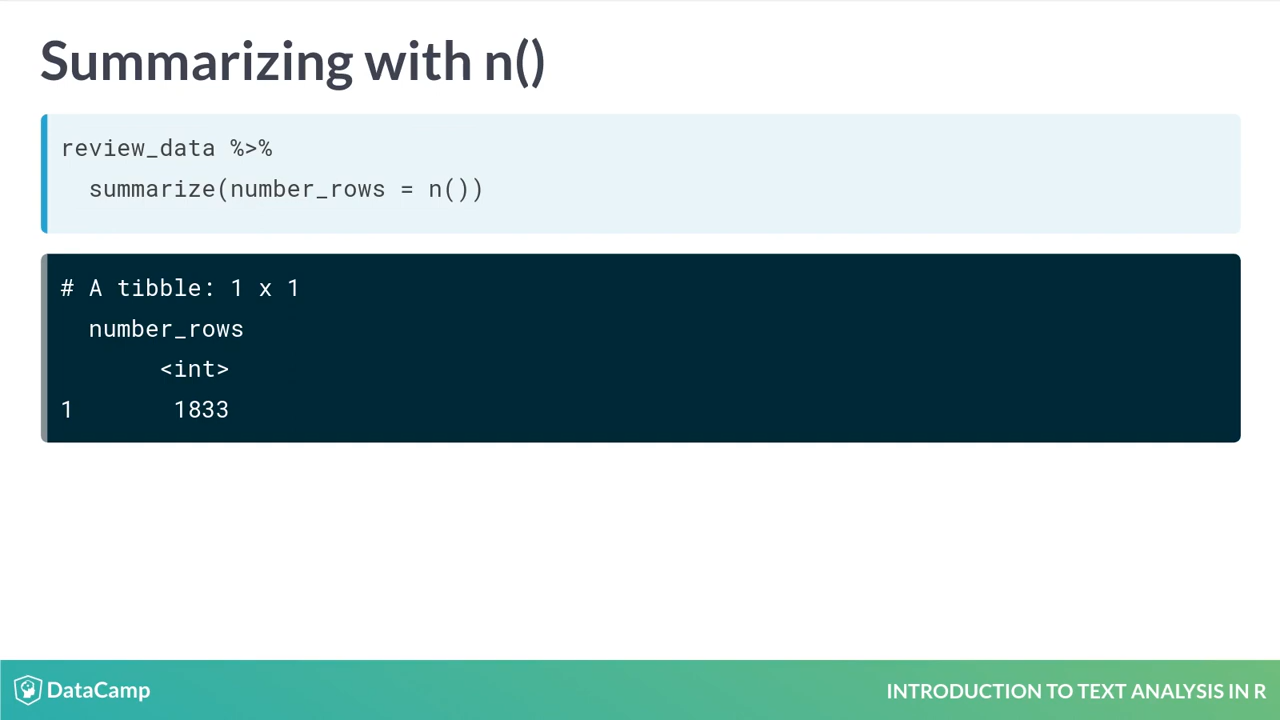 Summarizing with n()
review_data %>%
  summarize(number_rows = n())
# A tibble: 1 x 1
  number_rows
       <int>
1        1833
DataCamp
INTRODUCTION TO TEXT ANALYSIS IN R